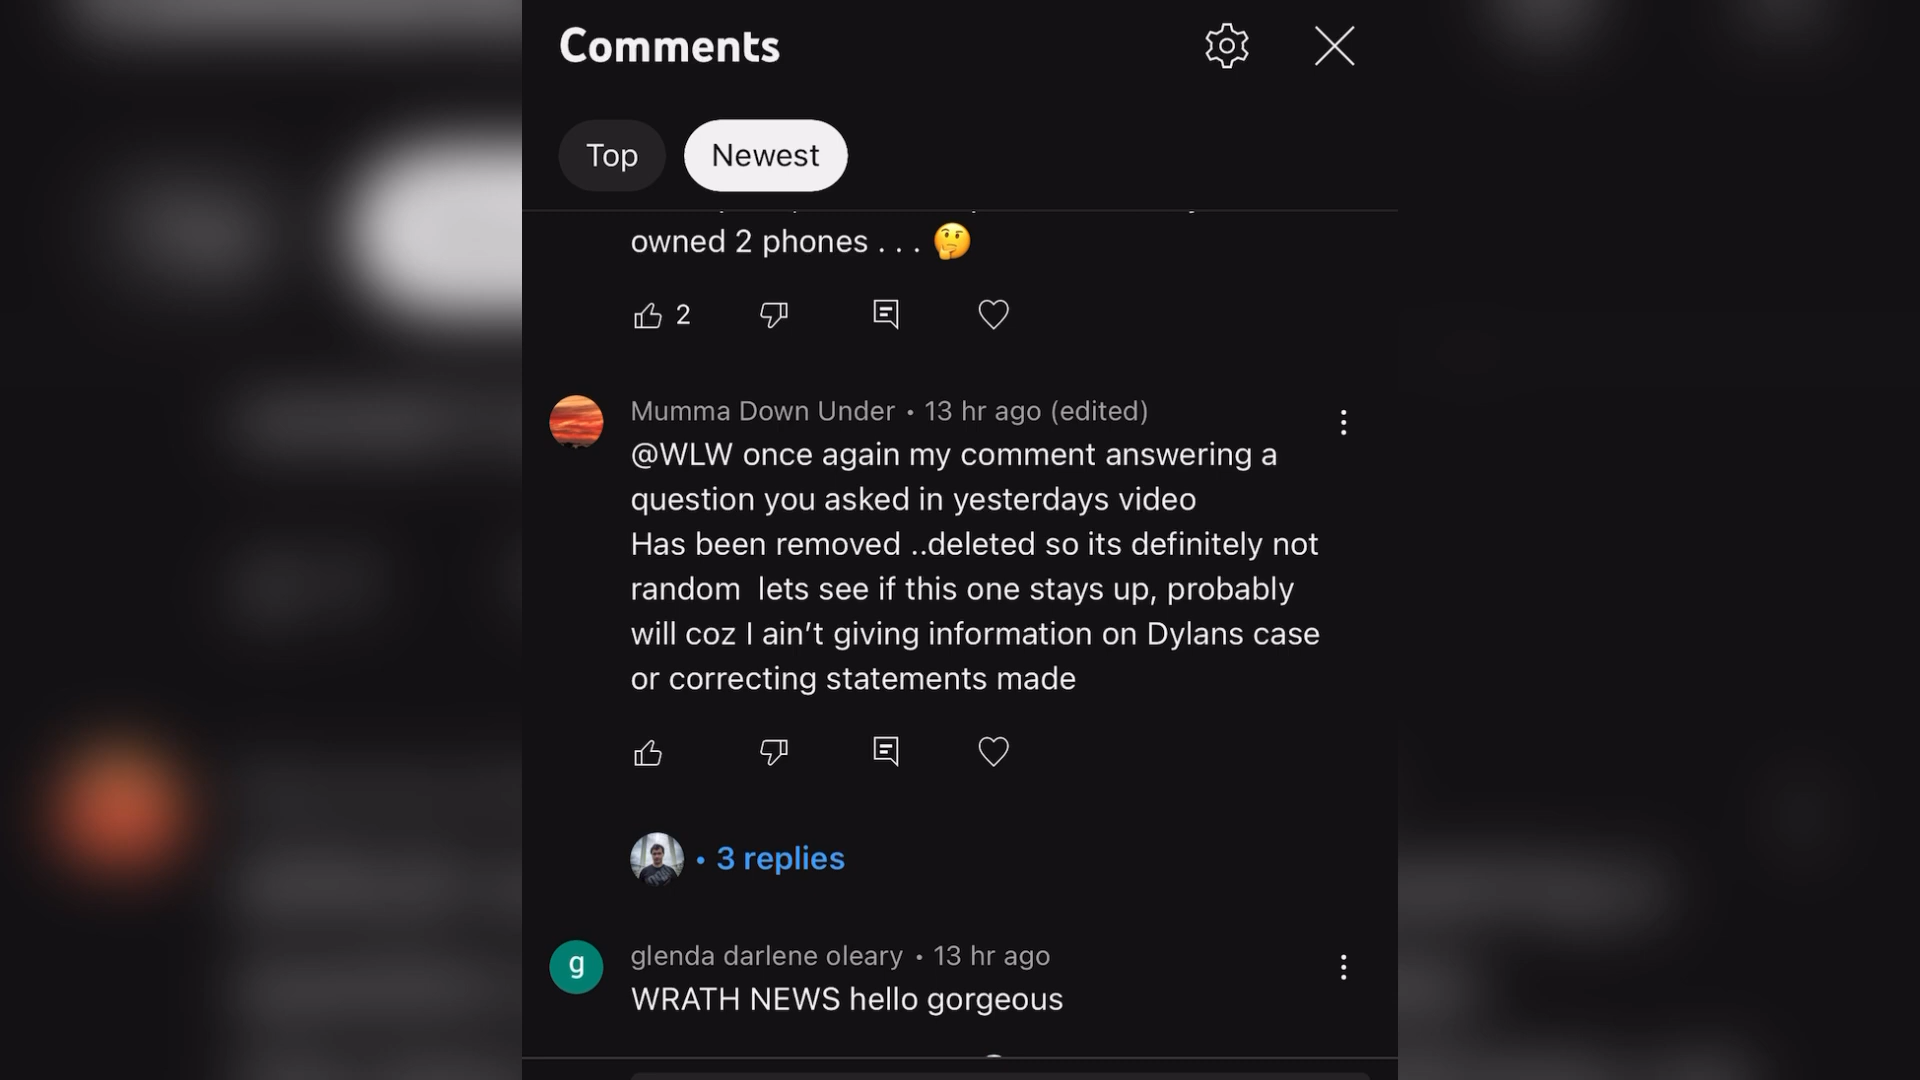 Comments
Top
Newest
owned 2 phones . . . 🤔
2
Mumma Down Under • 13 hr ago (edited)
@WLW once again my comment answering a
question you asked in yesterdays video
Has been removed ..deleted so its definitely not
random  lets see if this one stays up, probably
will coz I ain’t giving information on Dylans case
or correcting statements made
• 3 replies
g
glenda darlene oleary • 13 hr ago
WRATH NEWS hello gorgeous